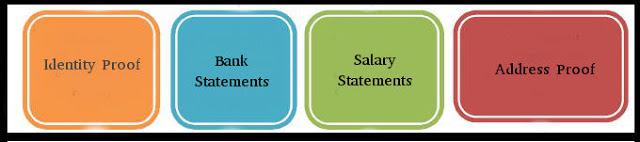 Identity Proof
Bank
Statements
Salary
Statements
Address Proof